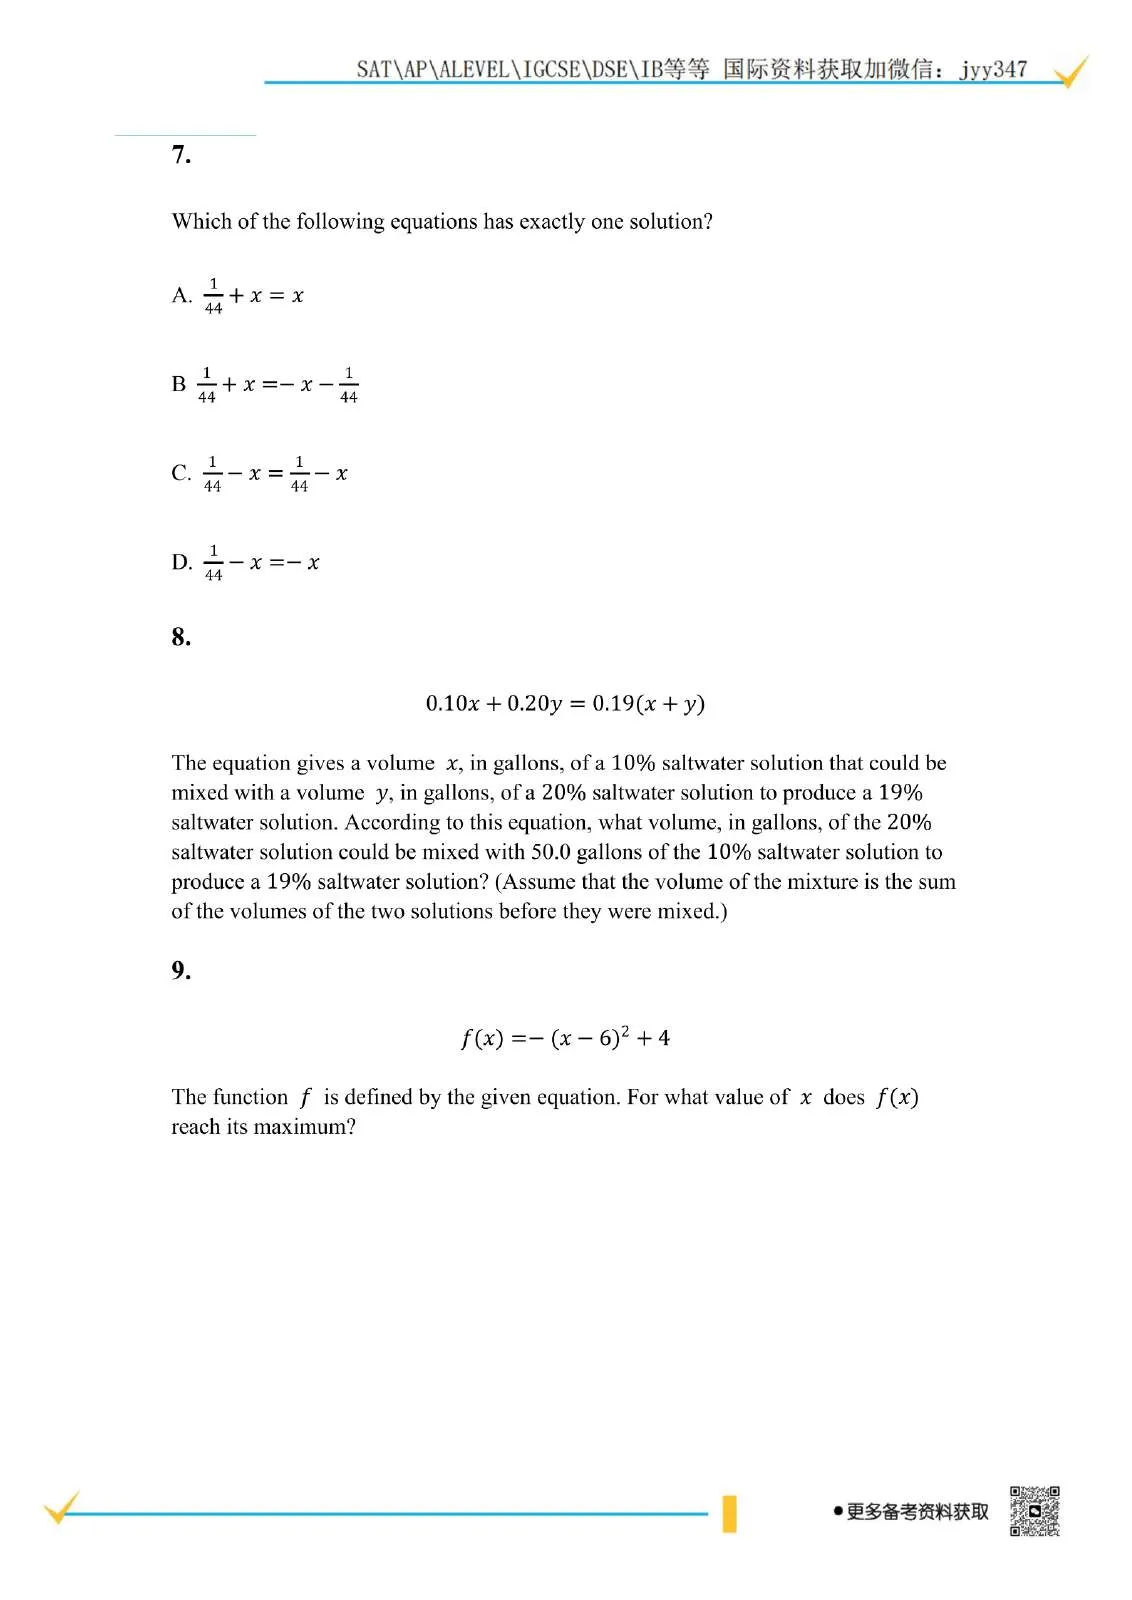 SAT\AP\ALEVEL\IGCSE\DSE\IB等等 国际资料获取加微信：jyy347
7.
Which of the following equations has exactly one solution?
A. 1/44 + x = x
B 1/44 + x =− x − 1/44
C. 1/44 − x = 1/44 − x
D. 1/44 − x =− x
8.
0.10x + 0.20y = 0.19(x + y)
The equation gives a volume x, in gallons, of a 10% saltwater solution that could be
mixed with a volume y, in gallons, of a 20% saltwater solution to produce a 19%
saltwater solution. According to this equation, what volume, in gallons, of the 20%
saltwater solution could be mixed with 50.0 gallons of the 10% saltwater solution to
produce a 19% saltwater solution? (Assume that the volume of the mixture is the sum
of the volumes of the two solutions before they were mixed.)
9.
f(x) =− (x − 6)² + 4
The function f is defined by the given equation. For what value of x does f(x)
reach its maximum?
●更多备考资料获取